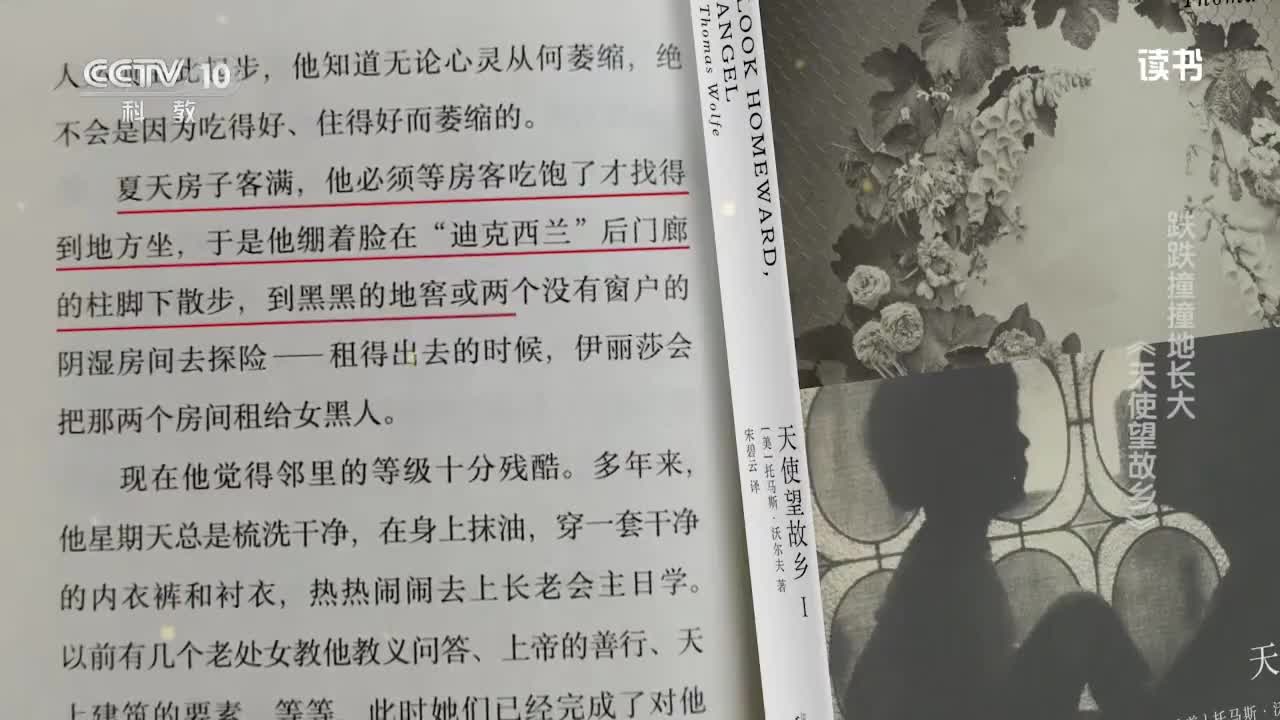 CCTV 10
科教
读书
步，他知道无论心灵从何萎缩，绝
不会是因为吃得好、住得好而萎缩的。
夏天房子客满，他必须等房客吃饱了才找得
到地方坐，于是他绷着脸在“迪克西兰”后门廊
的柱脚下散步，到黑黑的地窖或两个没有窗户的
阴湿房间去探险——租得出去的时候，伊丽莎会
把那两个房间租给女黑人。
现在他觉得邻里的等级十分残酷。多年来，
他星期天总是梳洗干净，在身上抹油，穿一套干净
的内衣裤和衬衣，热热闹闹去上长老会主日学。
以前有几个老处女教他教义问答、上帝的善行、天
上建筑的要素，等等，此时她们已经完成了对他
LOOK HOMEWARD,
ANGEL
Thomas Wolfe
天使望故乡 I
［美］托马斯·沃尔夫 著
宋碧云 译
Thomas
跌跌撞撞地长大
《天使望故乡》
天
托马斯·沃